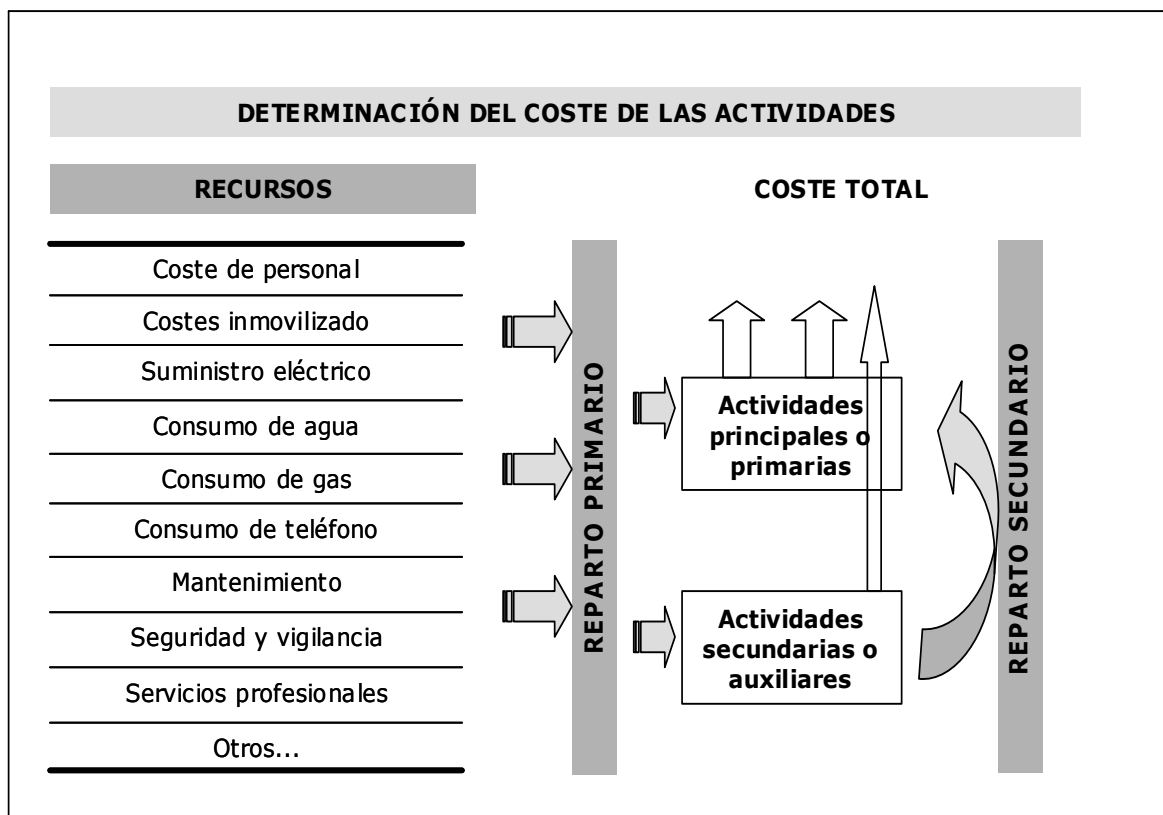 DETERMINACIÓN DEL COSTE DE LAS ACTIVIDADES
RECURSOS
COSTE TOTAL
Coste de personal
Costes inmovilizado
Suministro eléctrico
Consumo de agua
Consumo de gas
Consumo de teléfono
Mantenimiento
Seguridad y vigilancia
Servicios profesionales
Otros...
REPARTO PRIMARIO
Actividades
principales o
primarias
Actividades
secundarias o
auxiliares
REPARTO SECUNDARIO